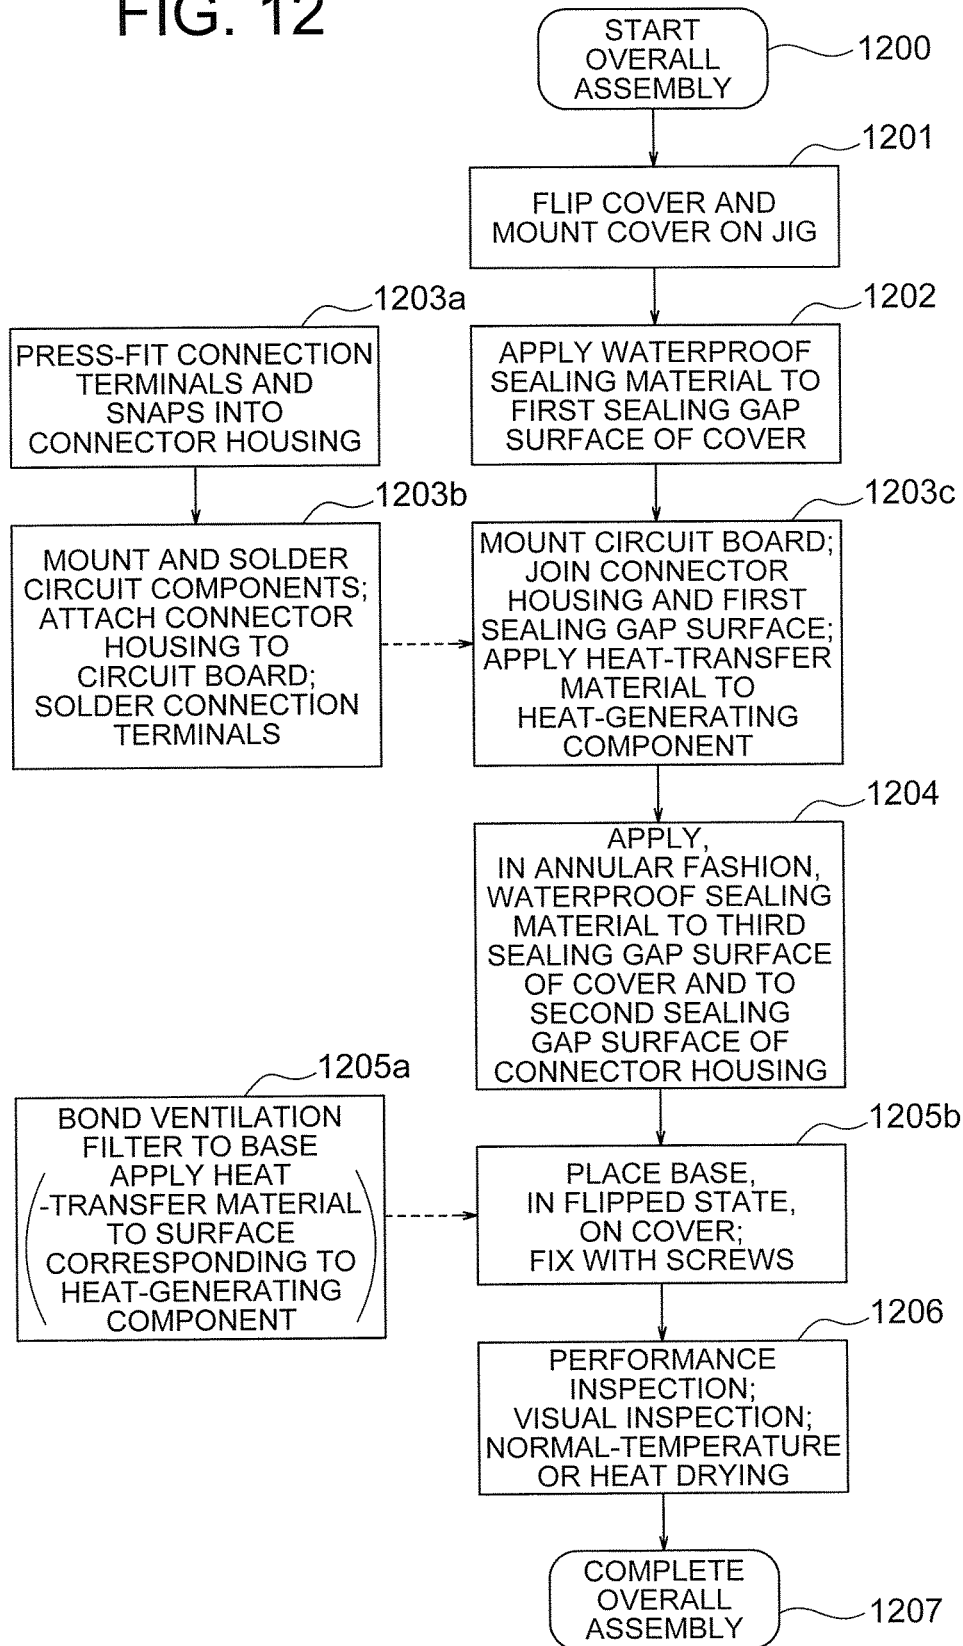 FIG. 12
START
OVERALL
ASSEMBLY
1200
1201
FLIP COVER AND
MOUNT COVER ON JIG
1202
APPLY WATERPROOF
SEALING MATERIAL TO
FIRST SEALING GAP
SURFACE OF COVER
1203a
PRESS-FIT CONNECTION
TERMINALS AND
SNAPS INTO
CONNECTOR HOUSING
1203b
MOUNT AND SOLDER
CIRCUIT COMPONENTS;
ATTACH CONNECTOR
HOUSING TO
CIRCUIT BOARD;
SOLDER CONNECTION
TERMINALS
1203c
MOUNT CIRCUIT BOARD;
JOIN CONNECTOR
HOUSING AND FIRST
SEALING GAP SURFACE;
APPLY HEAT-TRANSFER
MATERIAL TO
HEAT-GENERATING
COMPONENT
1204
APPLY,
IN ANNULAR FASHION,
WATERPROOF SEALING
MATERIAL TO THIRD
SEALING GAP SURFACE
OF COVER AND TO
SECOND SEALING
GAP SURFACE OF
CONNECTOR HOUSING
1205a
BOND VENTILATION
FILTER TO BASE
APPLY HEAT
-TRANSFER MATERIAL
TO SURFACE
CORRESPONDING TO
HEAT-GENERATING
COMPONENT
1205b
PLACE BASE,
IN FLIPPED STATE,
ON COVER;
FIX WITH SCREWS
1206
PERFORMANCE
INSPECTION;
VISUAL INSPECTION;
NORMAL-TEMPERATURE
OR HEAT DRYING
COMPLETE
OVERALL
ASSEMBLY
1207